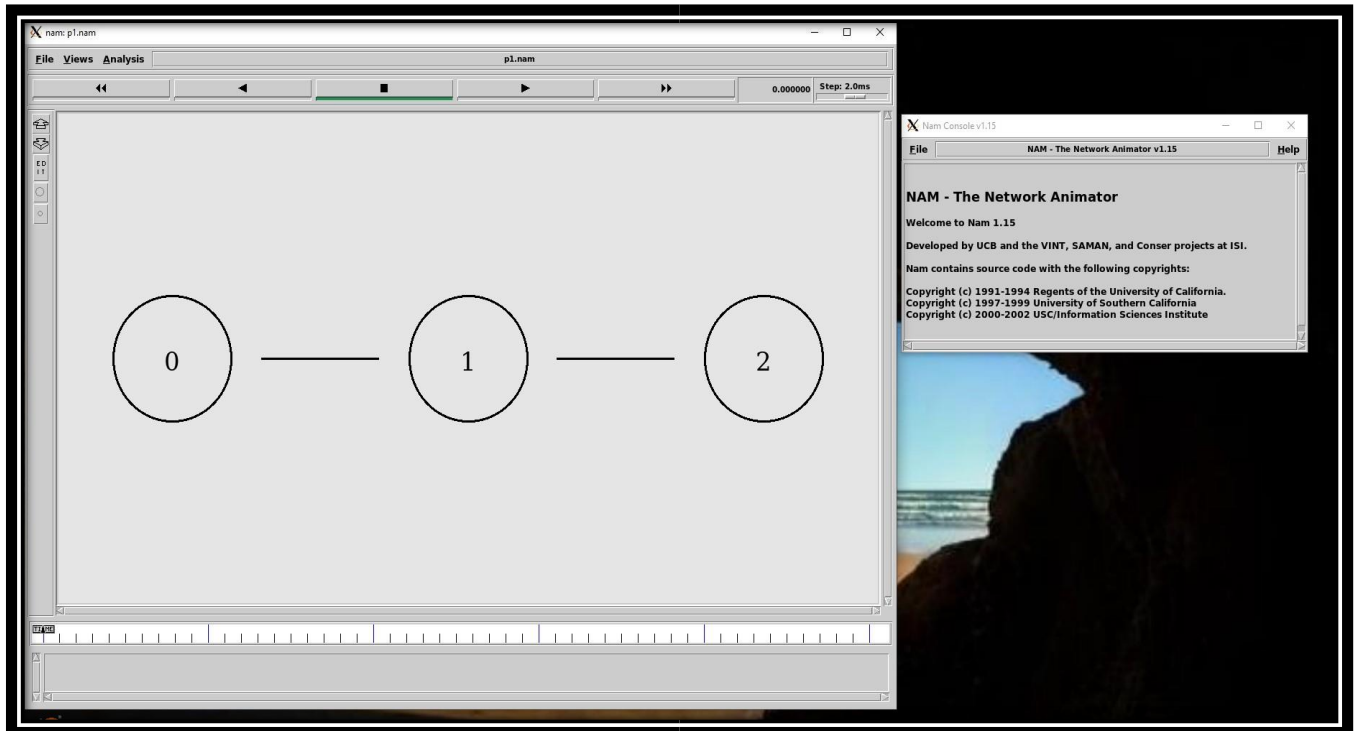 nam: p1.nam
File Views Analysis p1.nam
0.000000 Step: 2.0ms
ED
IT
0 1 2
TIME
Nam Console v1.15
File NAM - The Network Animator v1.15 Help
NAM - The Network Animator
Welcome to Nam 1.15
Developed by UCB and the VINT, SAMAN, and Conser projects at ISI.
Nam contains source code with the following copyrights:
Copyright (c) 1991-1994 Regents of the University of California.
Copyright (c) 1997-1999 University of Southern California
Copyright (c) 2000-2002 USC/Information Sciences Institute